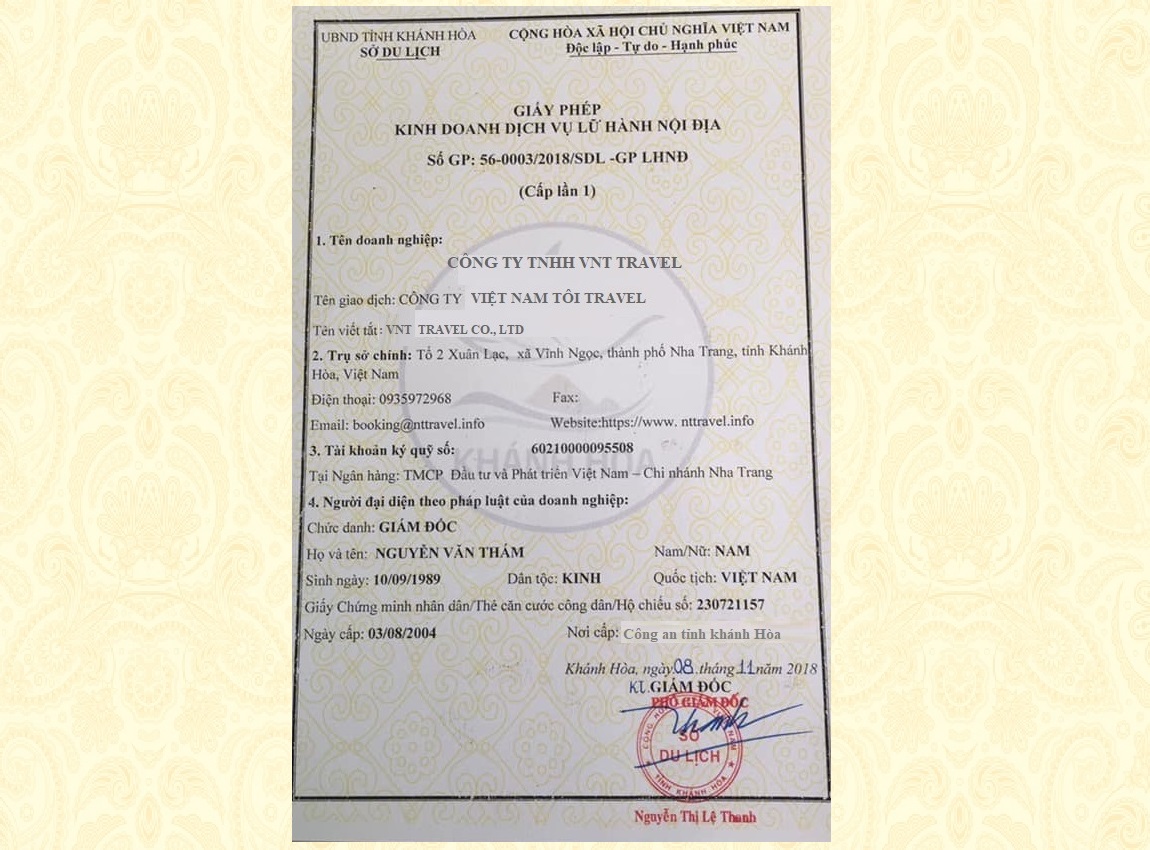 UBND TỈNH KHÁNH HÒA
SỞ DU LỊCH
CỘNG HÒA XÃ HỘI CHỦ NGHĨA VIỆT NAM
Độc lập - Tự do - Hạnh phúc
GIẤY PHÉP
KINH DOANH DỊCH VỤ LỮ HÀNH NỘI ĐỊA
Số GP: 56-0003/2018/SDL -GP LHNĐ
(Cấp lần 1)
1. Tên doanh nghiệp:
CÔNG TY TNHH VNT TRAVEL
Tên giao dịch: CÔNG TY VIỆT NAM TÔI TRAVEL
Tên viết tắt: VNT TRAVEL CO., LTD
2. Trụ sở chính: Tổ 2 Xuân Lạc, xã Vĩnh Ngọc, thành phố Nha Trang, tỉnh Khánh
Hòa, Việt Nam
Điện thoại: 0935972968 Fax:
Email: booking@nttravel.info Website:https://www. nttravel.info
3. Tài khoản ký quỹ số: 60210000095508
KHÁNH HÒA
Tại Ngân hàng: TMCP Đầu tư và Phát triển Việt Nam – Chi nhánh Nha Trang
4. Người đại diện theo pháp luật của doanh nghiệp:
Chức danh: GIÁM ĐỐC
Họ và tên: NGUYỄN VĂN THÁM Nam/Nữ: NAM
Sinh ngày: 10/09/1989 Dân tộc: KINH Quốc tịch: VIỆT NAM
Giấy Chứng minh nhân dân/Thẻ căn cước công dân/Hộ chiếu số: 230721157
Ngày cấp: 03/08/2004 Nơi cấp: Công an tỉnh khánh Hòa
Khánh Hòa, ngày 08 tháng 11 năm 2018
KT.GIÁM ĐỐC
PHÓ GIÁM ĐỐC
SỞ
DU LỊCH
TỈNH KHÁNH HÒA
Nguyễn Thị Lệ Thanh